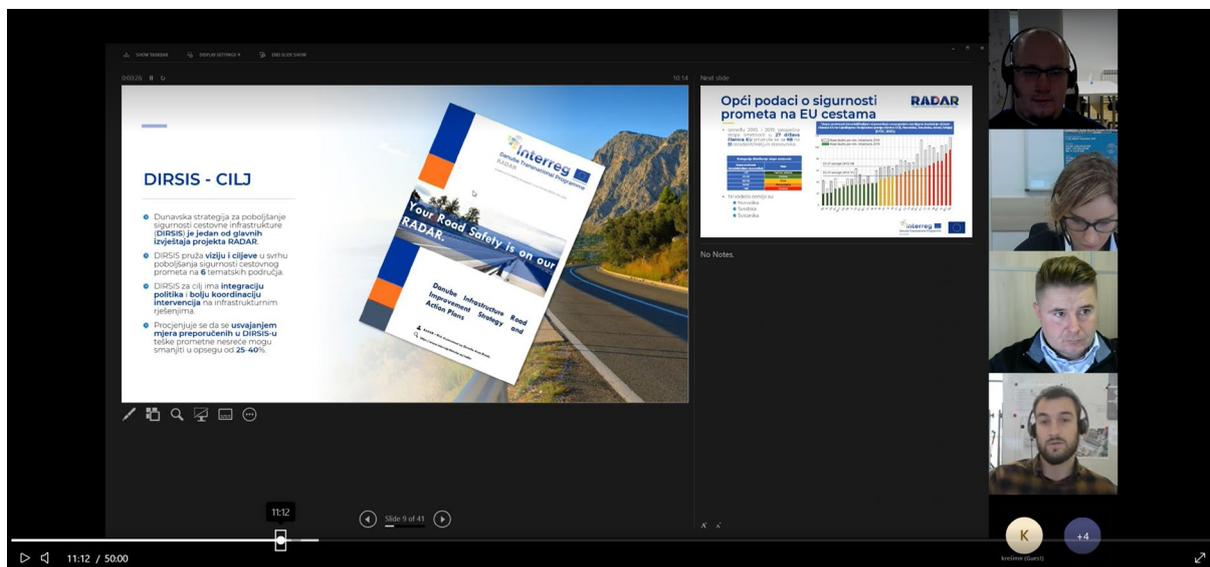 SHOW TASKBAR
DISPLAY SETTINGS
END SLIDE SHOW
0:03:26
10:14
Next slide
DIRSIS - CILJ
Dunavska strategija za poboljšanje
sigurnosti cestovne infrastrukture
(DIRSIS) je jedan od glavnih
izvještaja projekta RADAR.
DIRSIS pruža viziju i ciljeve u svrhu
poboljšanja sigurnosti cestovnog
prometa na 6 tematskih područja.
DIRSIS za cilj ima integraciju
politika i bolju koordinaciju
intervencija na infrastrukturnim
rješenjima.
Procjenjuje se da se usvajanjem
mjera preporučenih u DIRSIS-u
teške prometne nesreće mogu
smanjiti u opsegu od 25-40%.
Interreg
Danube Transnational Programme
RADAR
Your Road Safety is on our
RADAR.
Danube Infrastructure Road
Improvement Strategy and
Action Plans
Opći podaci o sigurnosti
prometa na EU cestama
RADAR
Norveška
Švedska
Interreg
No Notes.
Slide 9 of 41
11:12
11:12 / 50:00
K
+4
krešimir (Guest)